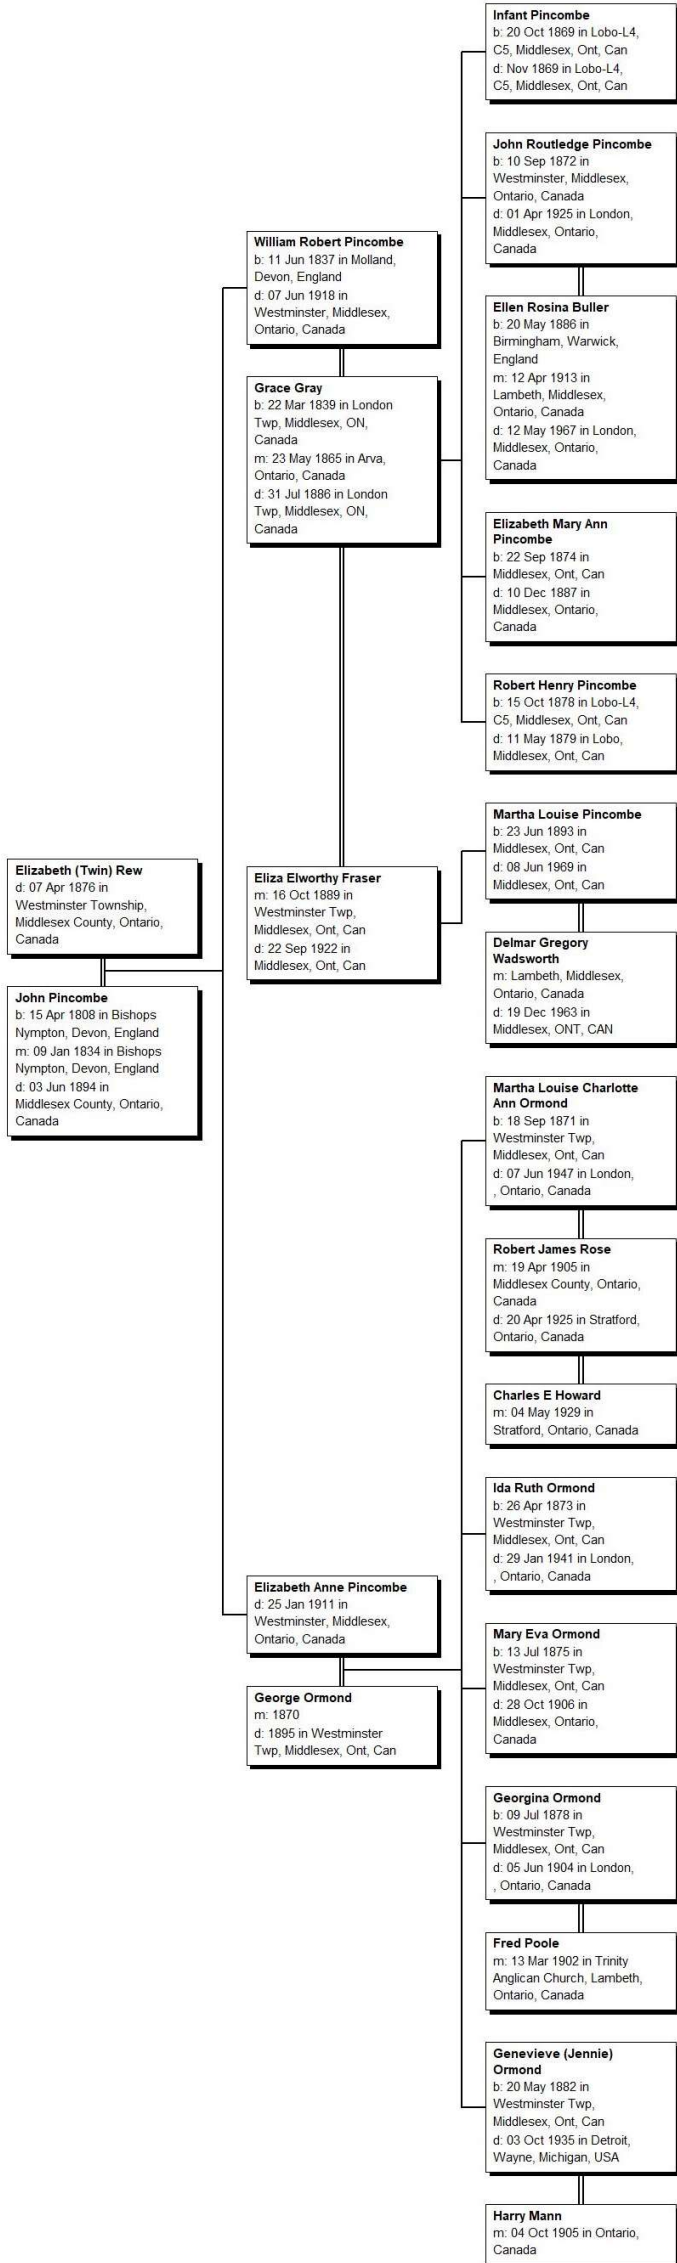 Infant Pincombe
b: 20 Oct 1869 in Lobo-L4,
C5, Middlesex, Ont, Can
d: Nov 1869 in Lobo-L4,
C5, Middlesex, Ont, Can
John Routledge Pincombe
b: 10 Sep 1872 in
Westminster, Middlesex,
Ontario, Canada
d: 01 Apr 1925 in London,
Middlesex, Ontario,
Canada
William Robert Pincombe
b: 11 Jun 1837 in Molland,
Devon, England
d: 07 Jun 1918 in
Westminster, Middlesex,
Ontario, Canada
Ellen Rosina Buller
b: 20 May 1886 in
Birmingham, Warwick,
England
m: 12 Apr 1913 in
Lambeth, Middlesex,
Ontario, Canada
d: 12 May 1967 in London,
Middlesex, Ontario,
Canada
Grace Gray
b: 22 Mar 1839 in London
Twp, Middlesex, ON,
Canada
m: 23 May 1865 in Arva,
Ontario, Canada
d: 31 Jul 1886 in London
Twp, Middlesex, ON,
Canada
Elizabeth Mary Ann
Pincombe
b: 22 Sep 1874 in
Middlesex, Ont, Can
d: 10 Dec 1887 in
Middlesex, Ontario,
Canada
Robert Henry Pincombe
b: 15 Oct 1878 in Lobo-L4,
C5, Middlesex, Ont, Can
d: 11 May 1879 in Lobo,
Middlesex, Ont, Can
Martha Louise Pincombe
b: 23 Jun 1893 in
Middlesex, Ont, Can
d: 08 Jun 1969 in
Middlesex, Ont, Can
Elizabeth (Twin) Rew
d: 07 Apr 1876 in
Westminster Township,
Middlesex County, Ontario,
Canada
Eliza Elworthy Fraser
m: 16 Oct 1889 in
Westminster Twp,
Middlesex, Ont, Can
d: 22 Sep 1922 in
Middlesex, Ont, Can
Delmar Gregory
Wadsworth
m: Lambeth, Middlesex,
Ontario, Canada
d: 19 Dec 1963 in
Middlesex, ONT, CAN
John Pincombe
b: 15 Apr 1808 in Bishops
Nympton, Devon, England
m: 09 Jan 1834 in Bishops
Nympton, Devon, England
d: 03 Jun 1894 in
Middlesex County, Ontario,
Canada
Martha Louise Charlotte
Ann Ormond
b: 18 Sep 1871 in
Westminster Twp,
Middlesex, Ont, Can
d: 07 Jun 1947 in London,
, Ontario, Canada
Robert James Rose
m: 19 Apr 1905 in
Middlesex County, Ontario,
Canada
d: 20 Apr 1925 in Stratford,
Ontario, Canada
Charles E Howard
m: 04 May 1929 in
Stratford, Ontario, Canada
Ida Ruth Ormond
b: 26 Apr 1873 in
Westminster Twp,
Middlesex, Ont, Can
d: 29 Jan 1941 in London,
, Ontario, Canada
Elizabeth Anne Pincombe
d: 25 Jan 1911 in
Westminster, Middlesex,
Ontario, Canada
Mary Eva Ormond
b: 13 Jul 1875 in
Westminster Twp,
Middlesex, Ont, Can
d: 28 Oct 1906 in
Middlesex, Ontario,
Canada
George Ormond
m: 1870
d: 1895 in Westminster
Twp, Middlesex, Ont, Can
Georgina Ormond
b: 09 Jul 1878 in
Westminster Twp,
Middlesex, Ont, Can
d: 05 Jun 1904 in London,
, Ontario, Canada
Fred Poole
m: 13 Mar 1902 in Trinity
Anglican Church, Lambeth,
Ontario, Canada
Genevieve (Jennie)
Ormond
b: 20 May 1882 in
Westminster Twp,
Middlesex, Ont, Can
d: 03 Oct 1935 in Detroit,
Wayne, Michigan, USA
Harry Mann
m: 04 Oct 1905 in Ontario,
Canada